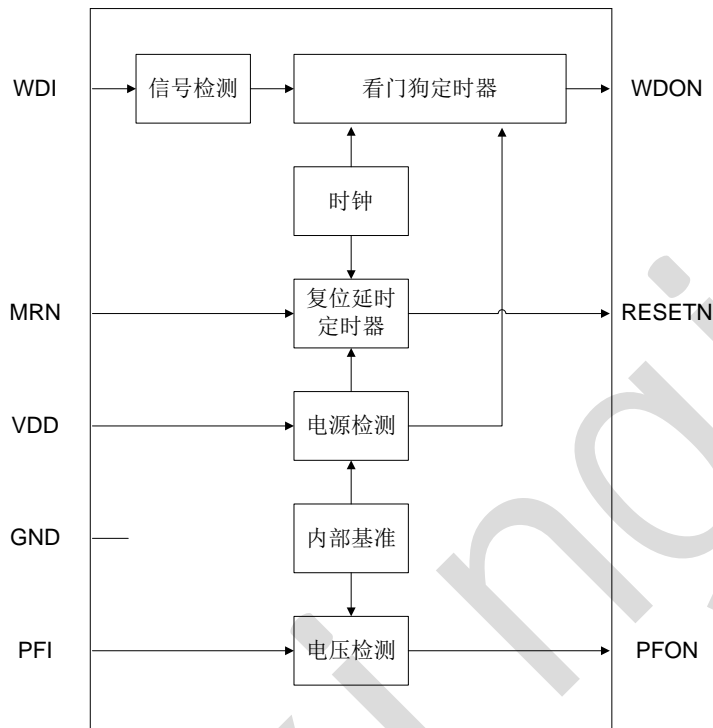 WDI
信号检测
看门狗定时器
WDON
时钟
MRN
复位延时
定时器
RESETN
VDD
电源检测
GND
内部基准
PFI
电压检测
PFON